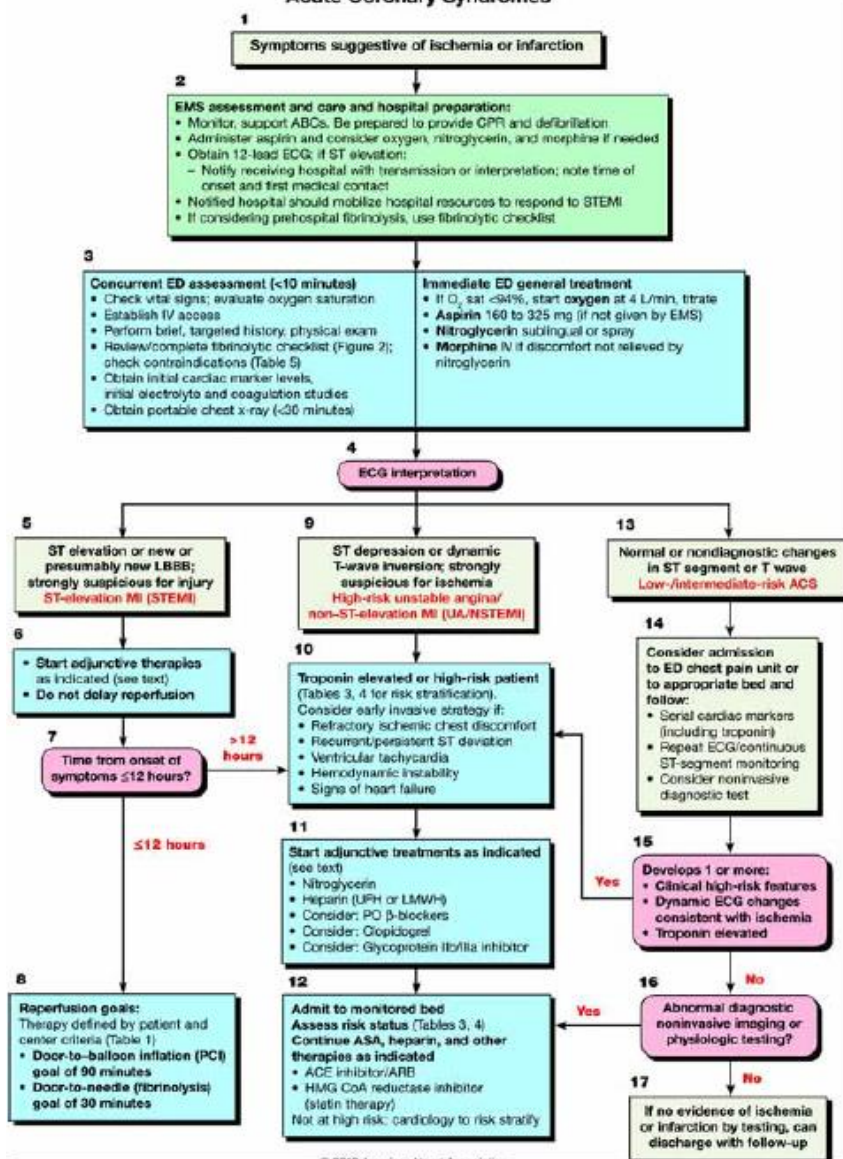 Acute Coronary Syndromes
1
Symptoms suggestive of ischemia or infarction
2
EMS assessment and care and hospital preparation:
• Monitor, support ABCs. Be prepared to provide CPR and defibrillation
• Administer aspirin and consider oxygen, nitroglycerin, and morphine if needed
• Obtain 12-lead ECG; if ST elevation:
– Notify receiving hospital with transmission or interpretation; note time of
onset and first medical contact
• Notified hospital should mobilize hospital resources to respond to STEMI
• If considering prehospital fibrinolysis, use fibrinolytic checklist
3
Concurrent ED assessment (<10 minutes)
• Check vital signs; evaluate oxygen saturation
• Establish IV access
• Perform brief, targeted history, physical exam
• Review/complete fibrinolytic checklist (Figure 2);
check contraindications (Table 5)
• Obtain initial cardiac marker levels,
initial electrolyte and coagulation studies
• Obtain portable chest x-ray (<30 minutes)
Immediate ED general treatment
• If O2 sat <94%, start oxygen at 4 L/min, titrate
• Aspirin 160 to 325 mg (if not given by EMS)
• Nitroglycerin sublingual or spray
• Morphine IV if discomfort not relieved by
nitroglycerin
4
ECG interpretation
5
ST elevation or new or
presumably new LBBB;
strongly suspicious for injury
ST-elevation MI (STEMI)
6
• Start adjunctive therapies
as indicated (see text)
• Do not delay reperfusion
7
Time from onset of
symptoms ≤12 hours?
>12
hours
≤12 hours
8
Reperfusion goals:
Therapy defined by patient and
center criteria (Table 1)
• Door-to–balloon inflation (PCI)
goal of 90 minutes
• Door-to-needle (fibrinolysis)
goal of 30 minutes
9
ST depression or dynamic
T-wave inversion; strongly
suspicious for ischemia
High-risk unstable angina/
non–ST-elevation MI (UA/NSTEMI)
10
Troponin elevated or high-risk patient
(Tables 3, 4 for risk stratification).
Consider early invasive strategy if:
• Refractory ischemic chest discomfort
• Recurrent/persistent ST deviation
• Ventricular tachycardia
• Hemodynamic instability
• Signs of heart failure
11
Start adjunctive treatments as indicated
(see text)
• Nitroglycerin
• Heparin (UFH or LMWH)
• Consider: PO β-blockers
• Consider: Clopidogrel
• Consider: Glycoprotein IIb/IIIa inhibitor
12
Admit to monitored bed
Assess risk status (Tables 3, 4)
Continue ASA, heparin, and other
therapies as indicated
• ACE inhibitor/ARB
• HMG CoA reductase inhibitor
(statin therapy)
Not at high risk: cardiology to risk stratify
13
Normal or nondiagnostic changes
in ST segment or T wave
Low-/intermediate-risk ACS
14
Consider admission
to ED chest pain unit or
to appropriate bed and
follow:
• Serial cardiac markers
(including troponin)
• Repeat ECG/continuous
ST-segment monitoring
• Consider noninvasive
diagnostic test
15
Develops 1 or more:
• Clinical high-risk features
• Dynamic ECG changes
consistent with ischemia
• Troponin elevated
Yes
No
16
Abnormal diagnostic
noninvasive imaging or
physiologic testing?
Yes
No
17
If no evidence of ischemia
or infarction by testing, can
discharge with follow-up